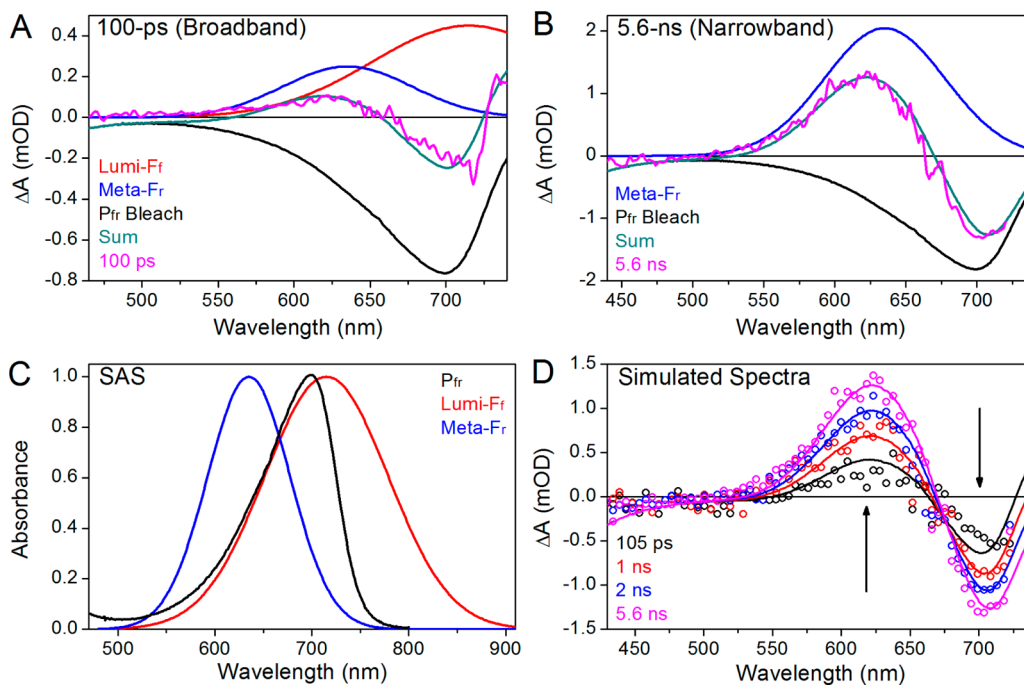 A
100-ps (Broadband)
ΔA (mOD)
0.4
0.2
0.0
-0.2
-0.4
-0.6
-0.8
Lumi-Ff
Meta-Fr
Pfr Bleach
Sum
100 ps
500 550 600 650 700
Wavelength (nm)
B
5.6-ns (Narrowband)
ΔA (mOD)
2
1
0
-1
-2
Meta-Fr
Pfr Bleach
Sum
5.6 ns
450 500 550 600 650 700
Wavelength (nm)
C
SAS
Absorbance
1.0
0.8
0.6
0.4
0.2
0.0
Pfr
Lumi-Ff
Meta-Fr
500 600 700 800 900
Wavelength (nm)
D
Simulated Spectra
ΔA (mOD)
1.5
1.0
0.5
0.0
-0.5
-1.0
-1.5
105 ps
1 ns
2 ns
5.6 ns
450 500 550 600 650 700
Wavelength (nm)